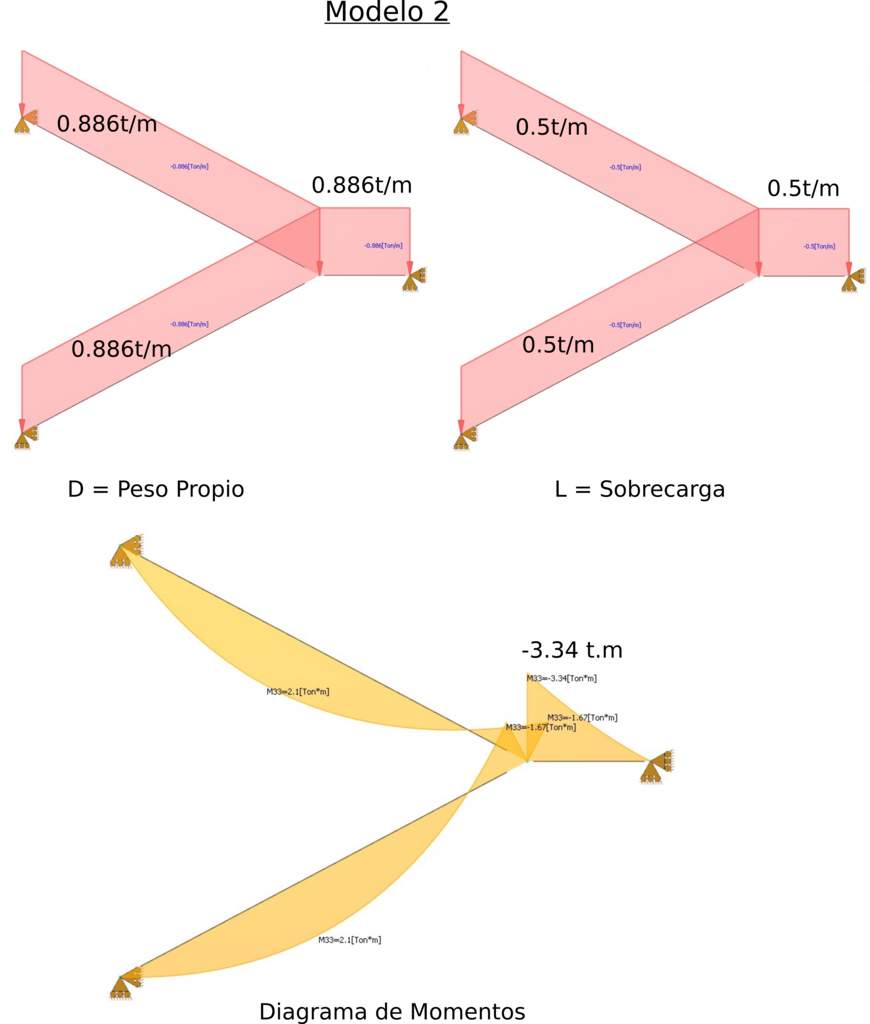 Modelo 2
0.886t/m
-0.886[Ton/m]
0.886t/m
-0.886[Ton/m]
-0.886[Ton/m]
0.886t/m
0.5t/m
-0.5[Ton/m]
0.5t/m
-0.5[Ton/m]
-0.5[Ton/m]
0.5t/m
D = Peso Propio
L = Sobrecarga
-3.34 t.m
M33=-3.34[Ton*m]
M33=2.1[Ton*m]
M33=-1.67[Ton*m]
M33=-1.67[Ton*m]
M33=2.1[Ton*m]
Diagrama de Momentos